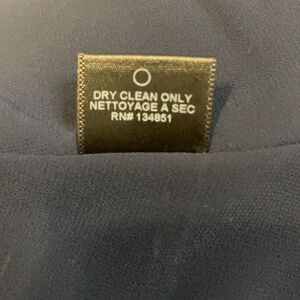 DRY CLEAN ONLY
NETTOYAGE A SEC
RN# 134851